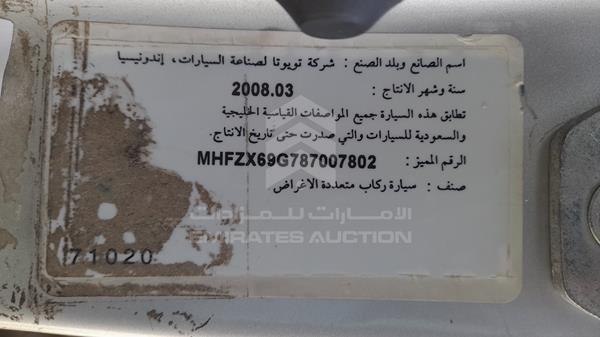 اسم الصانع وبلد الصنع : شركة تويوتا لصناعة السيارات، إندونيسيا
سنة وشهر الانتاج : 2008.03
تطابق هذه السيارة جميع المواصفات القياسية الخليجية
والسعودية للسيارات والتي صدرت حتى تاريخ الانتاج.
الرقم المميز : MHFZX69G787007802
صنف : سيارة ركاب متعددة الاغراض
الامارات للمزادات
EMIRATES AUCTION
71020